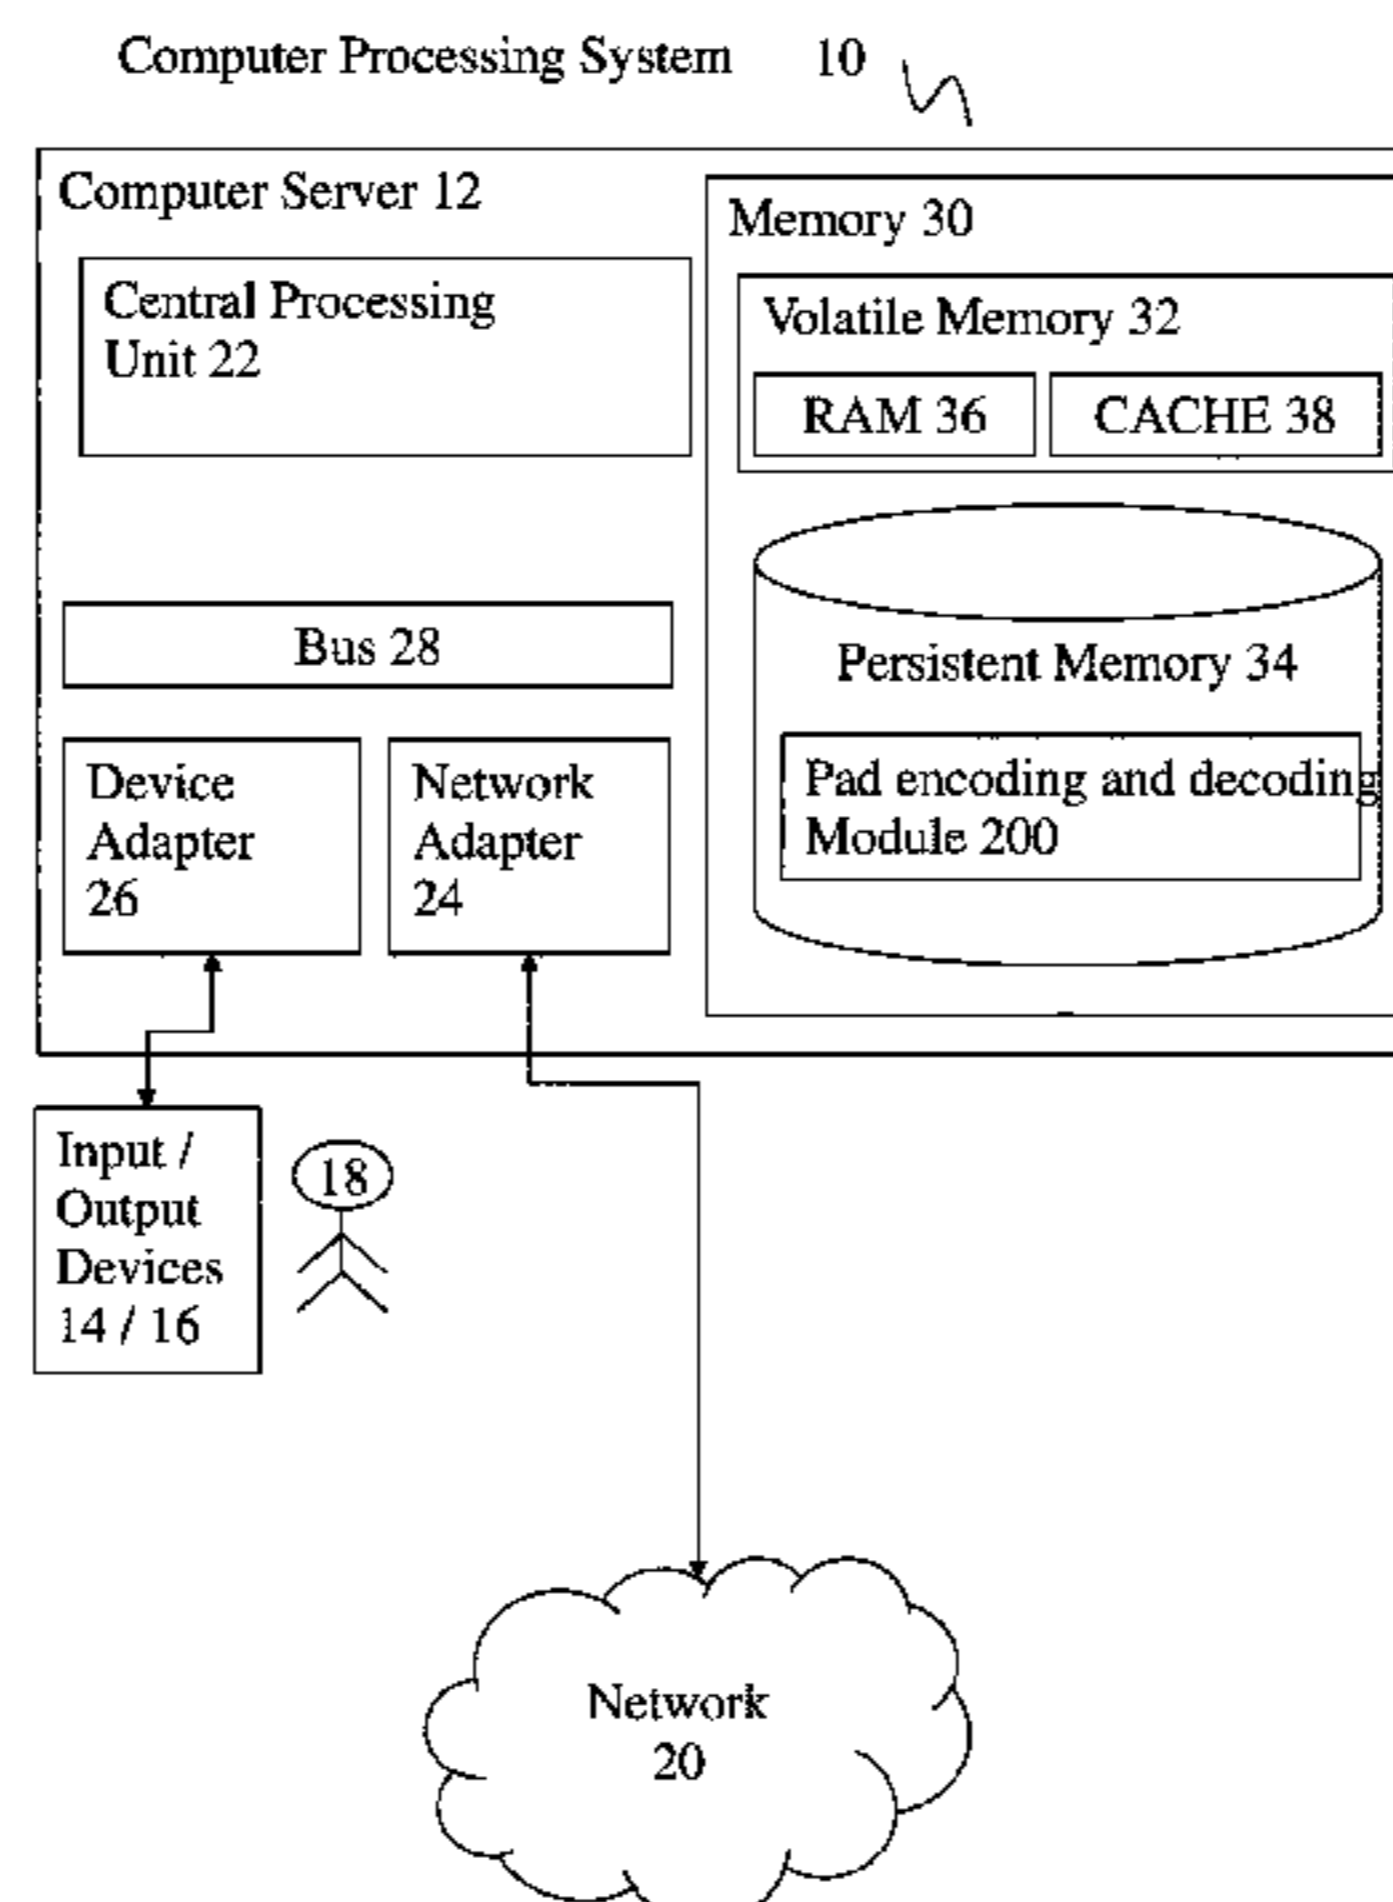 Computer Processing System 10
Computer Server 12
Central Processing
Unit 22
Memory 30
Volatile Memory 32
RAM 36
CACHE 38
Persistent Memory 34
Pad encoding and decoding
Module 200
Bus 28
Device
Adapter
26
Network
Adapter
24
Input /
Output
Devices
14 / 16
18
Network
20